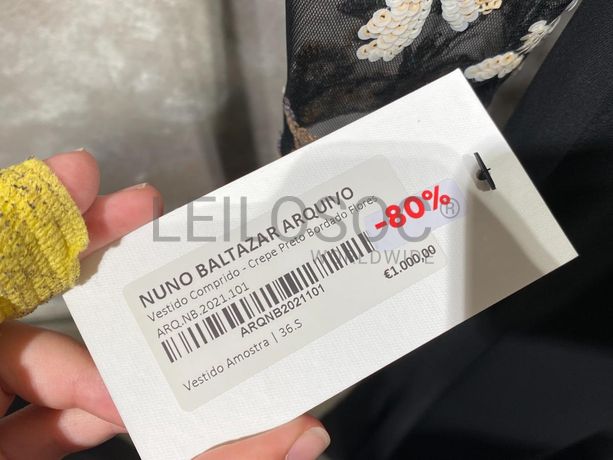 NUNO BALTAZAR ARQUIVO
Vestido Comprido - Crepe Preto Bordado Flores
ARQ.NB.2021.101
ARQNB2021101
Vestido Amostra | 36.S
-80%
€1.000,00
LEILOSOC®
WORLDWIDE